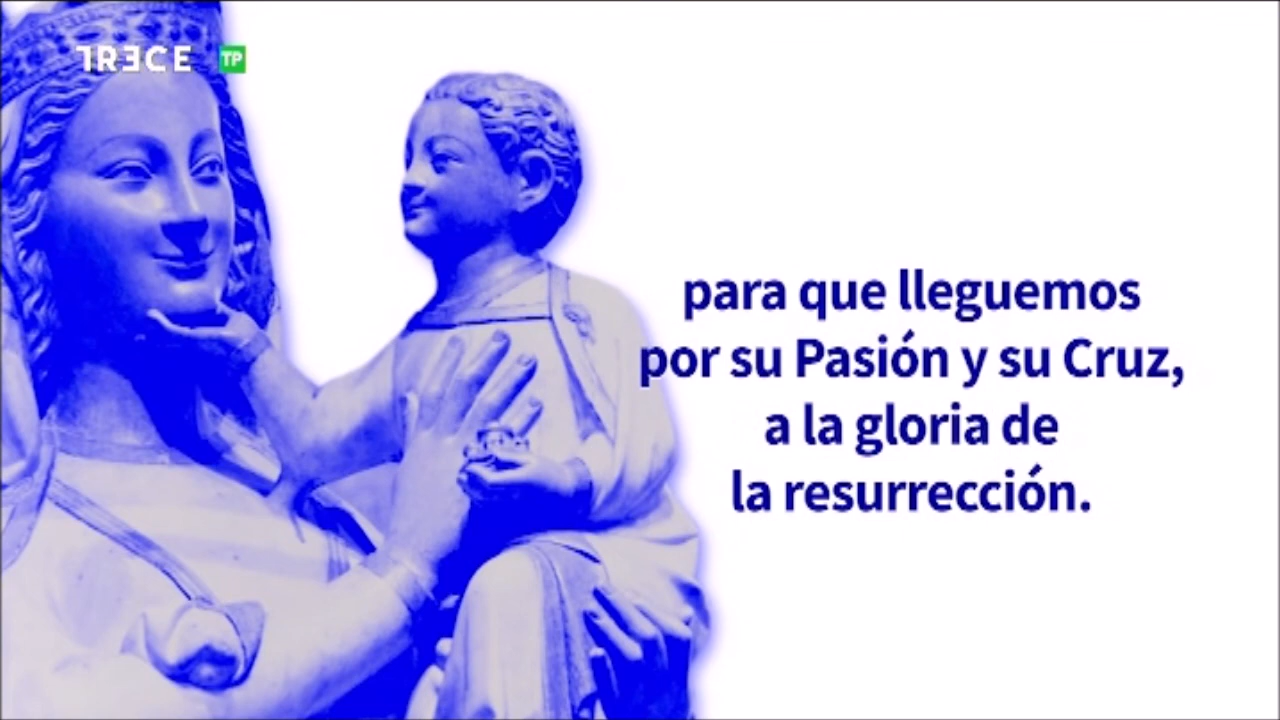 TRECE TP
para que lleguemos
por su Pasión y su Cruz,
a la gloria de
la resurrección.